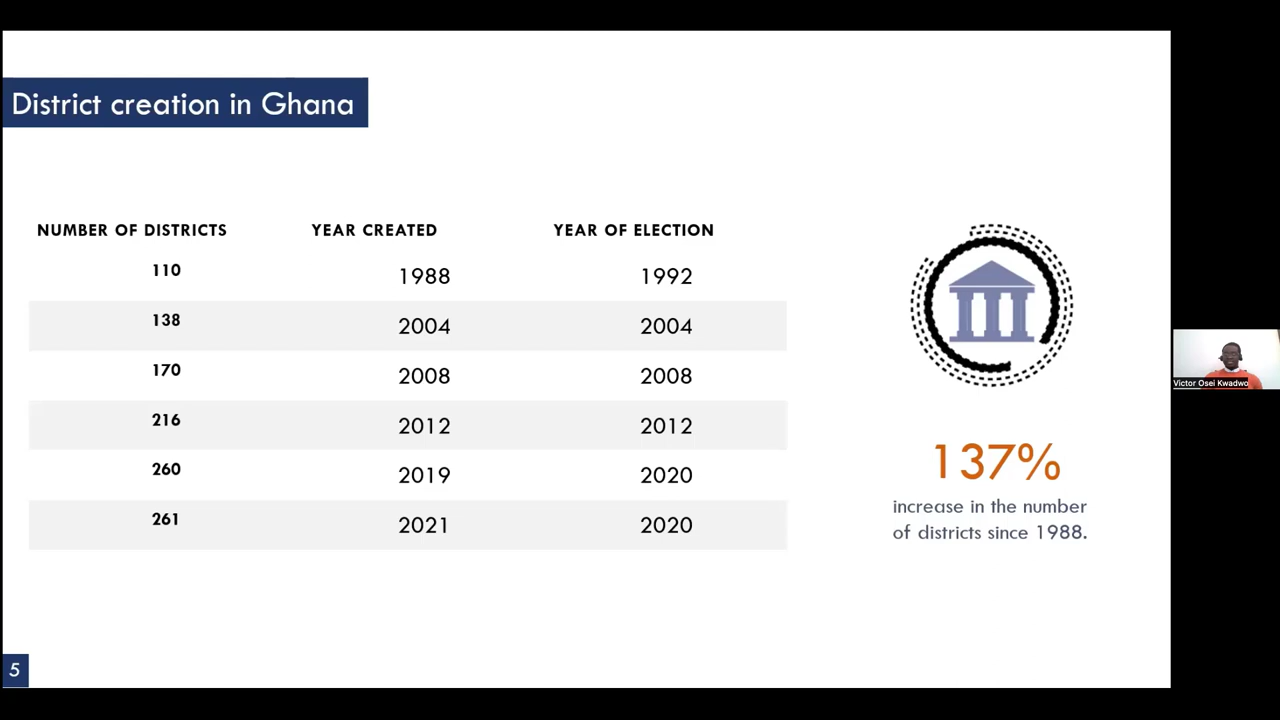 District creation in Ghana
NUMBER OF DISTRICTS YEAR CREATED YEAR OF ELECTION
110 1988 1992
138 2004 2004
170 2008 2008
216 2012 2012
260 2019 2020
261 2021 2020
137%
increase in the number
of districts since 1988.
Victor Osei Kwadwo
5